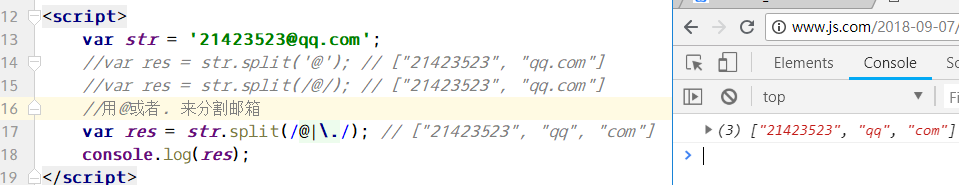 12 <script>
13 var str = '21423523@qq.com';
14 //var res = str.split('@'); // ["21423523", "qq.com"]
15 //var res = str.split(/@/); // ["21423523", "qq.com"]
16 //用@或者. 来分割邮箱
17 var res = str.split(/@|\./); // ["21423523", "qq", "com"]
18 console.log(res);
19 </script>
www.js.com/2018-09-07/
Elements Console
top
(3) ["21423523", "qq", "com"]
>